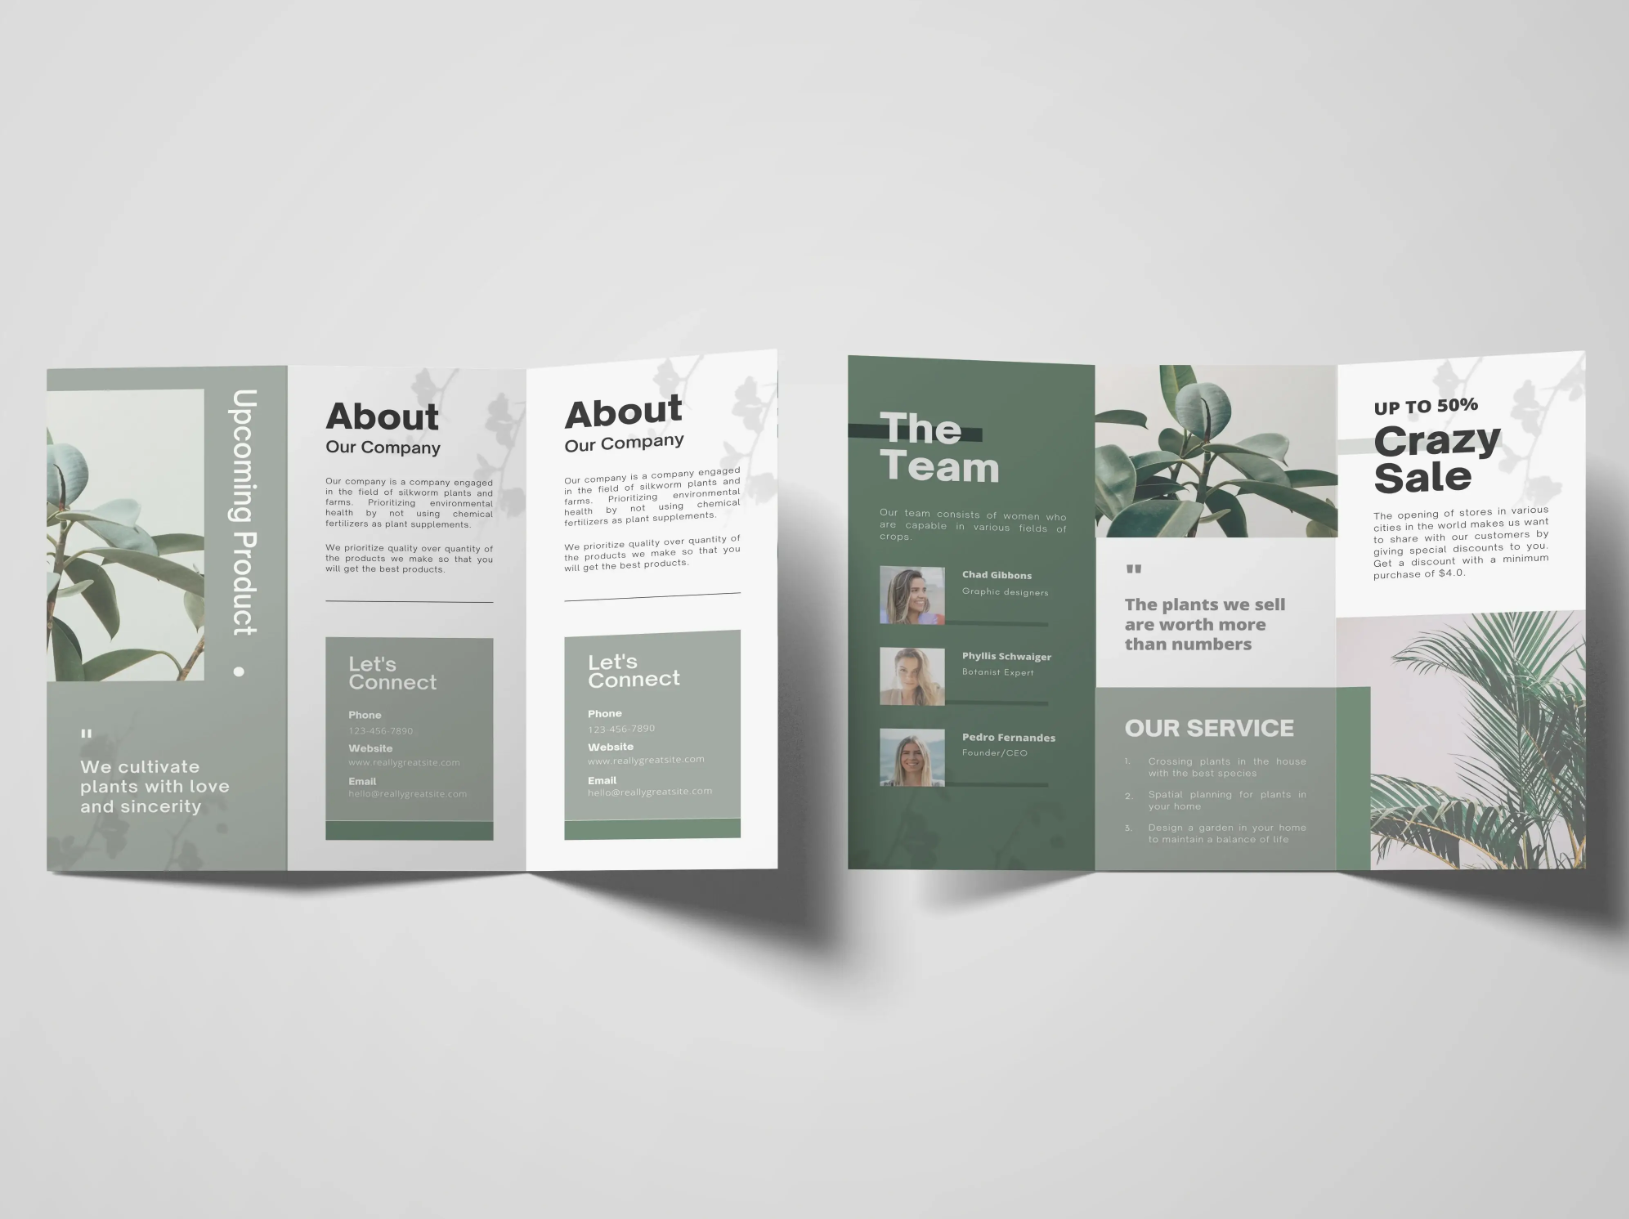 Upcoming Product
"
We cultivate
plants with love
and sincerity
About
Our Company
Our company is a company engaged
in the field of silkworm plants and
farms. Prioritizing environmental
health by not using chemical
fertilizers as plant supplements.
We prioritize quality over quantity of
the products we make so that you
will get the best products.
Let's
Connect
Phone
123-456-7890
Website
www.reallygreatsite.com
Email
hello@reallygreatsite.com
About
Our Company
Our company is a company engaged
in the field of silkworm plants and
farms. Prioritizing environmental
health by not using chemical
fertilizers as plant supplements.
We prioritize quality over quantity of
the products we make so that you
will get the best products.
Let's
Connect
Phone
123-456-7890
Website
www.reallygreatsite.com
Email
hello@reallygreatsite.com
The
Team
Our team consists of women who
are capable in various fields of
crops.
Chad Gibbons
Graphic designers
Phyllis Schwaiger
Botanist Expert
Pedro Fernandes
Founder/CEO
"
The plants we sell
are worth more
than numbers
OUR SERVICE
1. Crossing plants in the house
with the best species
2. Spatial planning for plants in
your home
3. Design a garden in your home
to maintain a balance of life
UP TO 50%
Crazy
Sale
The opening of stores in various
cities in the world makes us want
to share with our customers by
giving special discounts to you.
Get a discount with a minimum
purchase of $4.0.